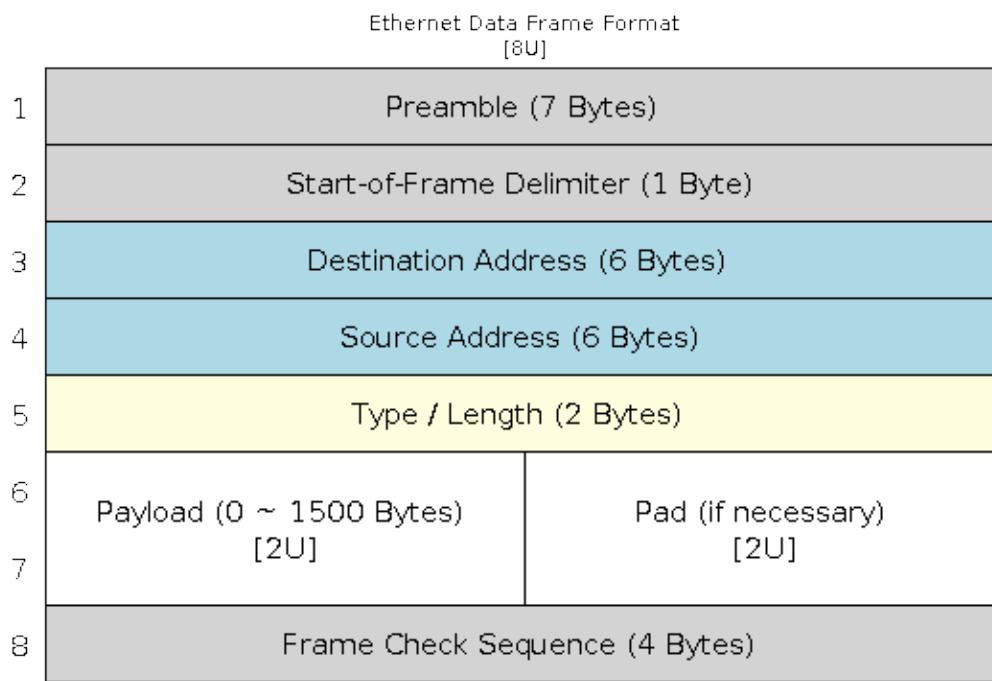 Ethernet Data Frame Format
[8U]
1
Preamble (7 Bytes)
2
Start-of-Frame Delimiter (1 Byte)
3
Destination Address (6 Bytes)
4
Source Address (6 Bytes)
5
Type / Length (2 Bytes)
6
Payload (0 ~ 1500 Bytes)
[2U]
Pad (if necessary)
[2U]
7
8
Frame Check Sequence (4 Bytes)